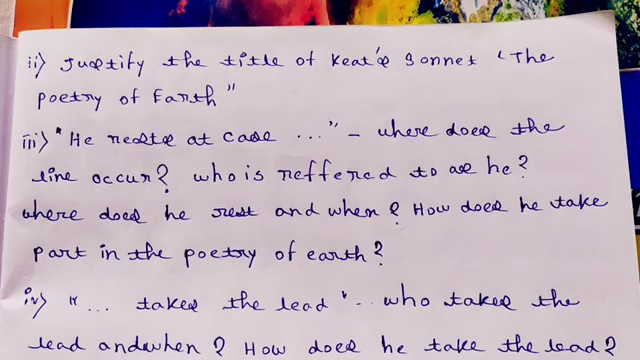 ii) Justify the title of Keat's Sonnet "The
Poetry of Earth"
iii) "He rests at ease ..." - where does the
line occur? who is reffered to as he?
where does he rest and when? How does he take
part in the poetry of earth?
iv) "... takes the lead" - who takes the
lead and when? How does he take the lead?